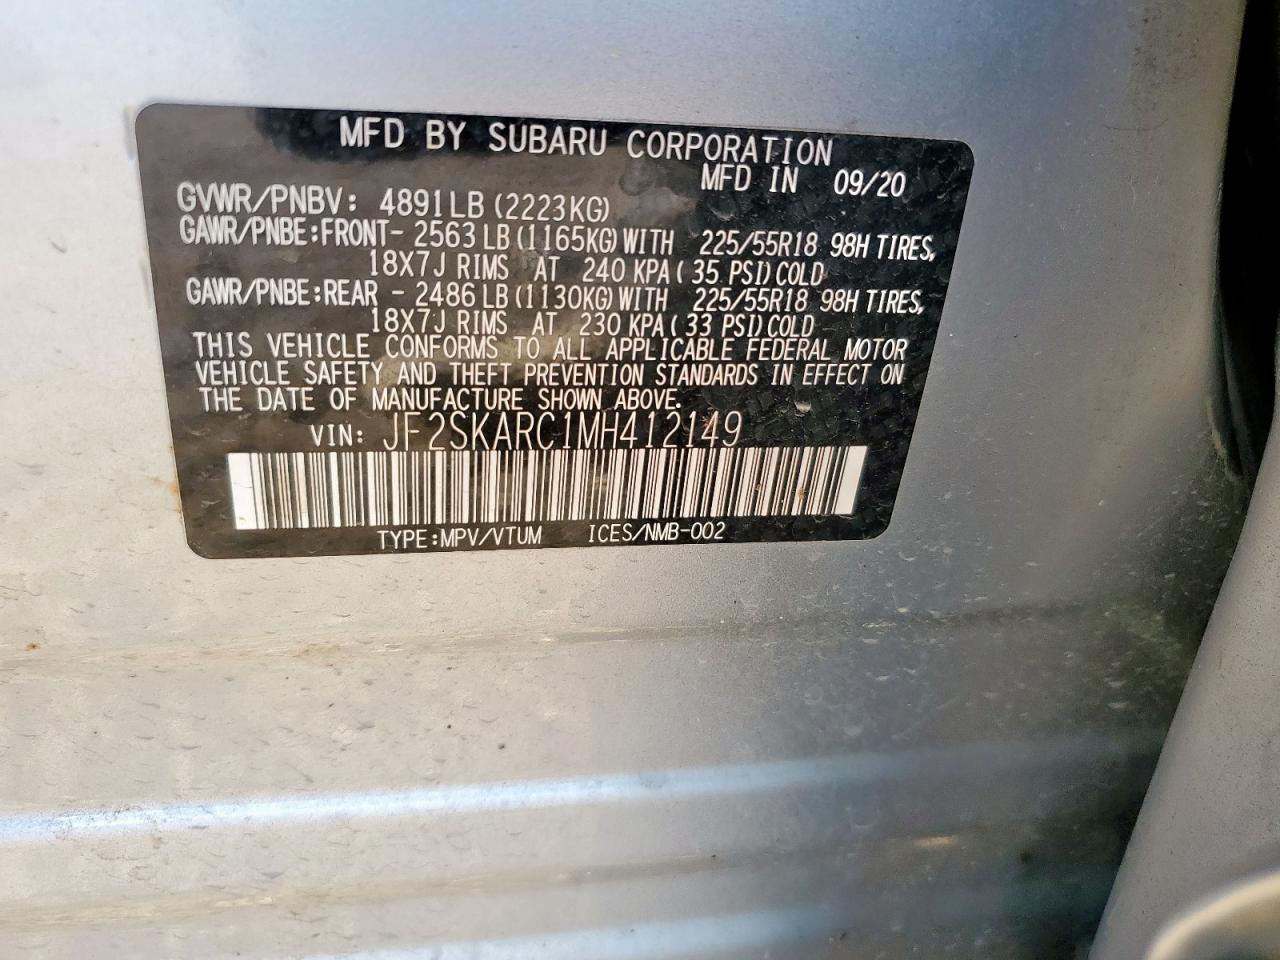 MFD BY SUBARU CORPORATION
MFD IN 09/20
GVWR/PNBV: 4891LB (2223KG)
GAWR/PNBE:FRONT- 2563LB(1165KG)WITH 225/55R18 98H TIRES,
18X7J RIMS AT 240 KPA( 35 PSI)COLD
GAWR/PNBE:REAR - 2486LB(1130KG)WITH 225/55R18 98H TIRES,
18X7J RIMS AT 230 KPA( 33 PSI)COLD
THIS VEHICLE CONFORMS TO ALL APPLICABLE FEDERAL MOTOR
VEHICLE SAFETY AND THEFT PREVENTION STANDARDS IN EFFECT ON
THE DATE OF MANUFACTURE SHOWN ABOVE.
VIN: JF2SKARC1MH412149
TYPE:MPV/VTUM ICES/NMB-002